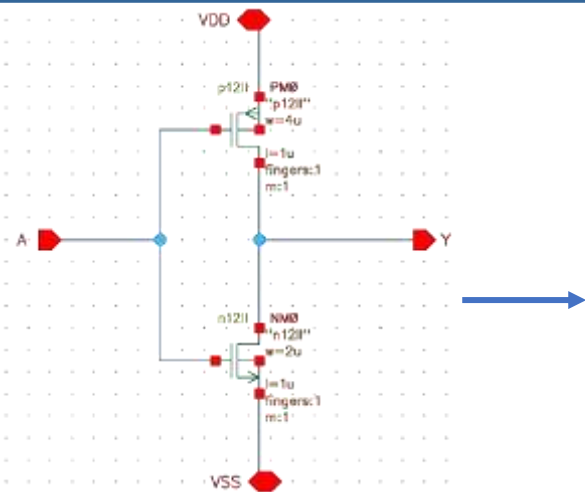 VDD
p12ll PM0
"p12ll"
w=4u
l=1u
fingers:1
m:1
A
Y
n12ll NM0
"n12ll"
w=2u
l=1u
fingers:1
m:1
VSS